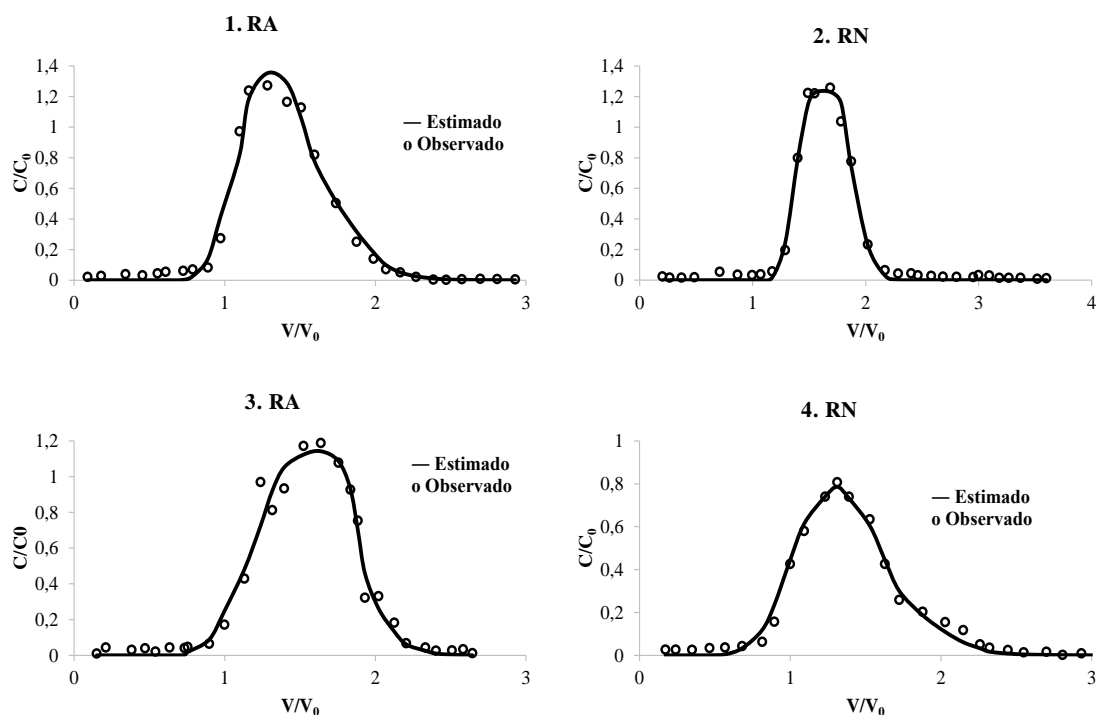 1. RA
1,4
1,2
1
0,8
0,6
0,4
0,2
0
C/C₀
0 1 2 3
V/V₀
— Estimado
o Observado
2. RN
1,4
1,2
1
0,8
0,6
0,4
0,2
0
C/C₀
0 1 2 3 4
V/V₀
3. RA
1,2
1
0,8
0,6
0,4
0,2
0
C/C0
0 1 2 3
V/V₀
— Estimado
o Observado
4. RN
1
0,8
0,6
0,4
0,2
0
C/C₀
0 1 2 3
V/V₀
— Estimado
o Observado